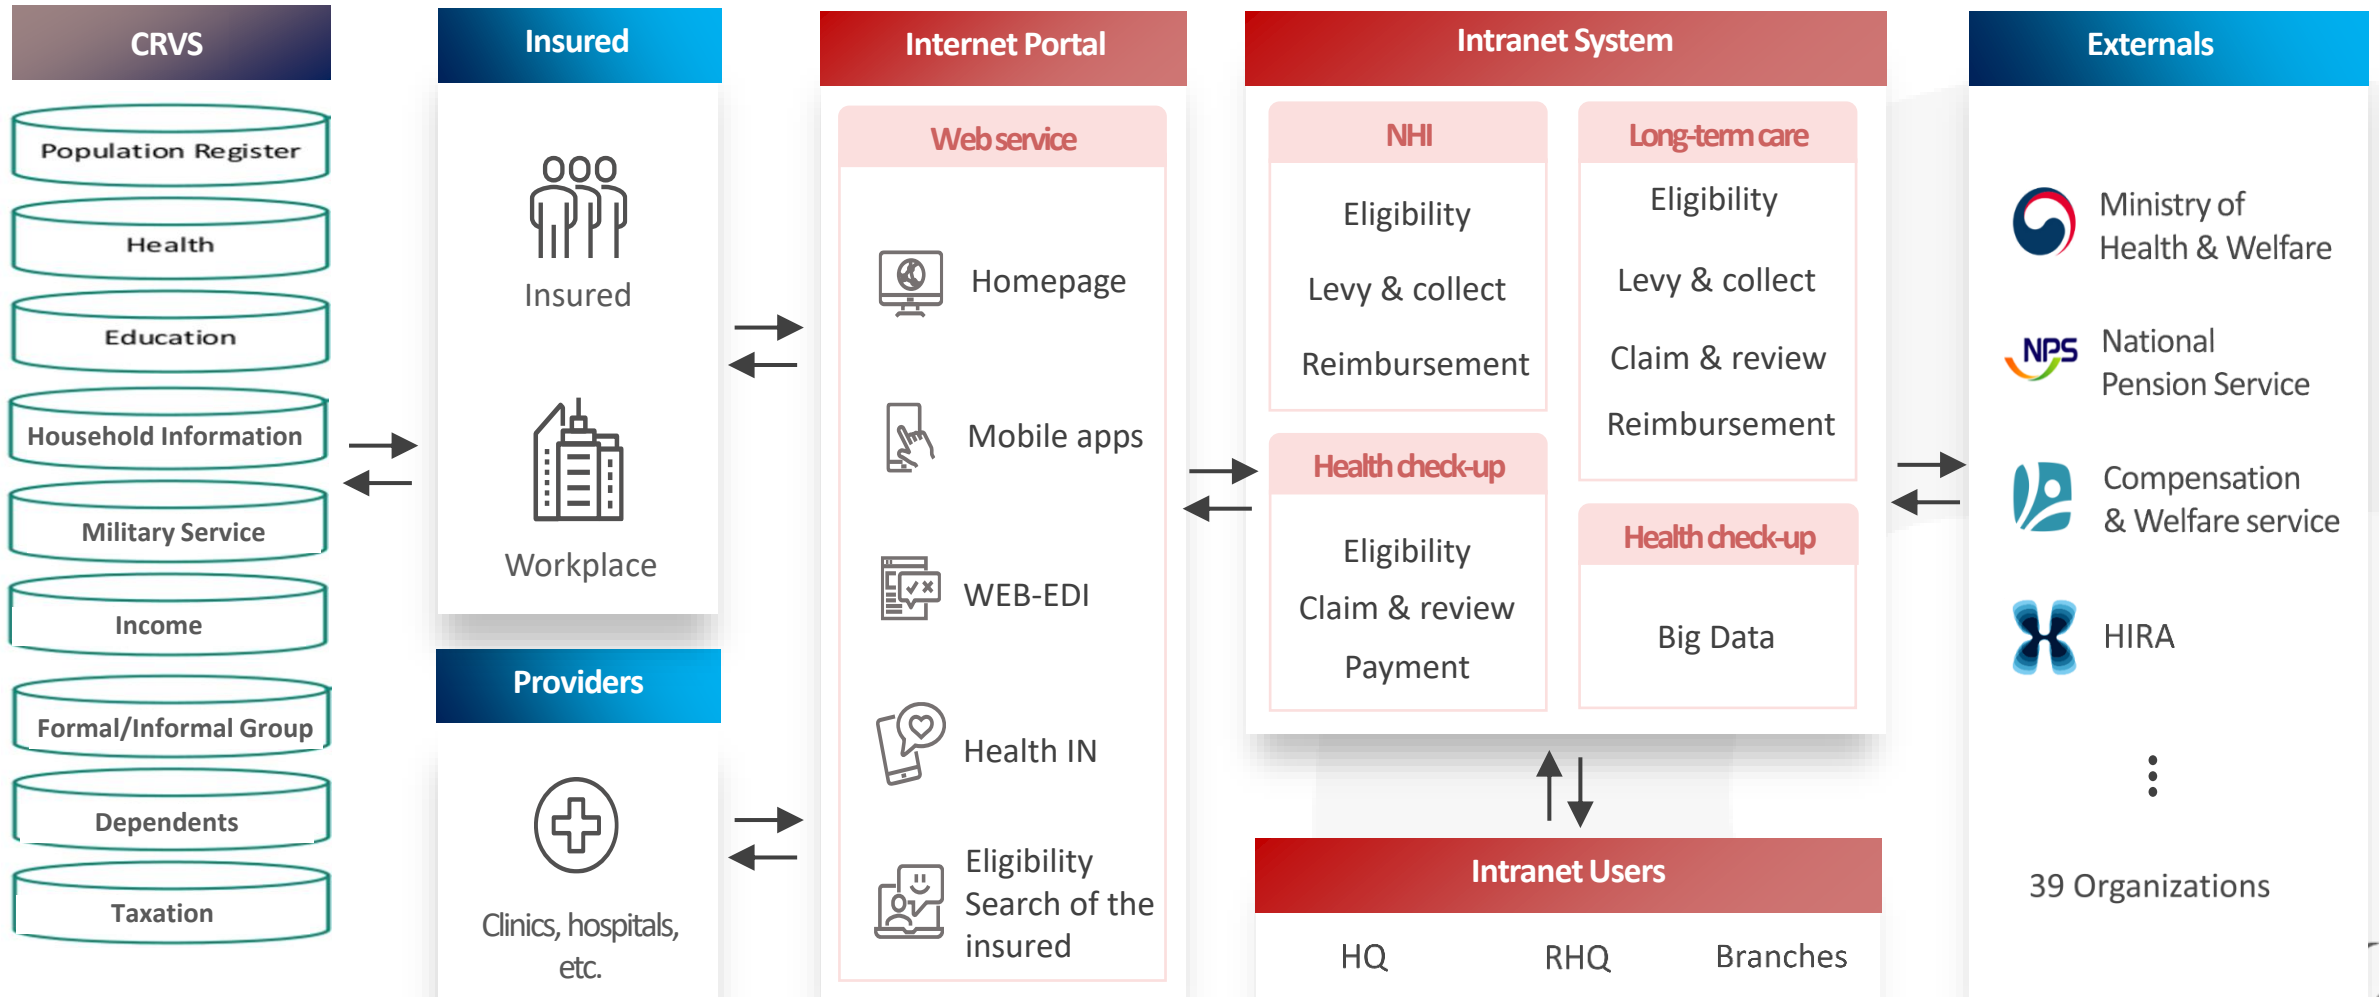 CRVS
Population Register
Health
Education
Household Information
Military Service
Income
Formal/Informal Group
Dependents
Taxation
Insured
Insured
Workplace
Providers
Clinics, hospitals,
etc.
Internet Portal
Web service
Homepage
Mobile apps
WEB-EDI
Health IN
Eligibility
Search of the
insured
Intranet System
NHI
Eligibility
Levy & collect
Reimbursement
Long-term care
Eligibility
Levy & collect
Claim & review
Reimbursement
Health check-up
Eligibility
Claim & review
Payment
Health check-up
Big Data
Intranet Users
HQ
RHQ
Branches
Externals
Ministry of
Health & Welfare
NPS
National
Pension Service
Compensation
& Welfare service
HIRA
39 Organizations